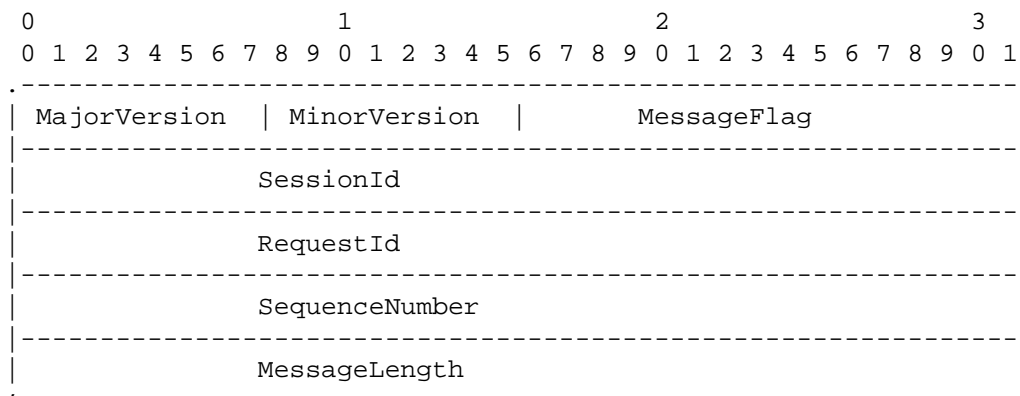 0 1 2 3
0 1 2 3 4 5 6 7 8 9 0 1 2 3 4 5 6 7 8 9 0 1 2 3 4 5 6 7 8 9 0 1
MajorVersion | MinorVersion | MessageFlag
SessionId
RequestId
SequenceNumber
MessageLength